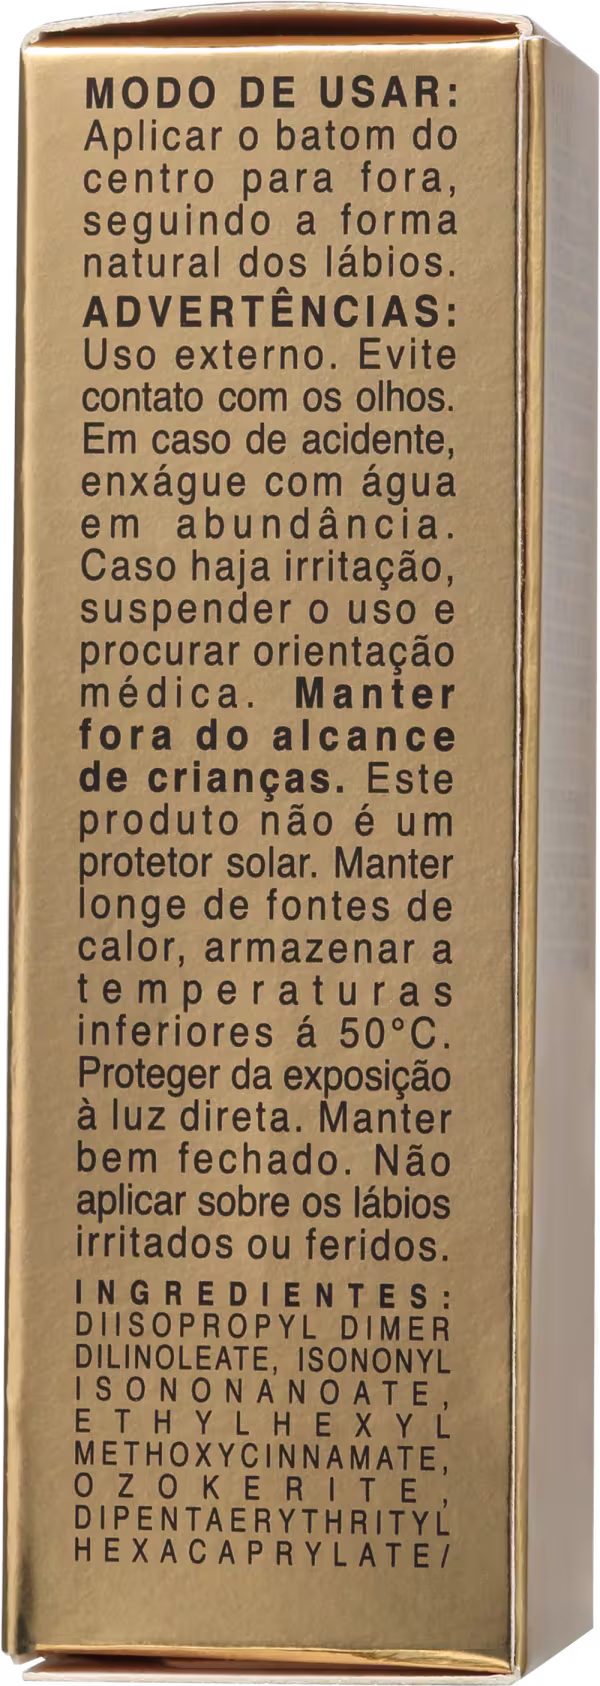 MODO DE USAR:
Aplicar o batom do
centro para fora,
seguindo a forma
natural dos lábios.
ADVERTÊNCIAS:
Uso externo. Evite
contato com os olhos.
Em caso de acidente,
enxágue com água
em abundância.
Caso haja irritação,
suspender o uso e
procurar orientação
médica. Manter
fora do alcance
de crianças. Este
produto não é um
protetor solar. Manter
longe de fontes de
calor, armazenar a
temperaturas
inferiores á 50°C.
Proteger da exposição
à luz direta. Manter
bem fechado. Não
aplicar sobre os lábios
irritados ou feridos.
INGREDIENTES:
DIISOPROPYL DIMER
DILINOLEATE, ISONONYL
ISONONANOATE,
ETHYLHEXYL
METHOXYCINNAMATE,
OZOKERITE,
DIPENTAERYTHRITYL
HEXACAPRYLATE/